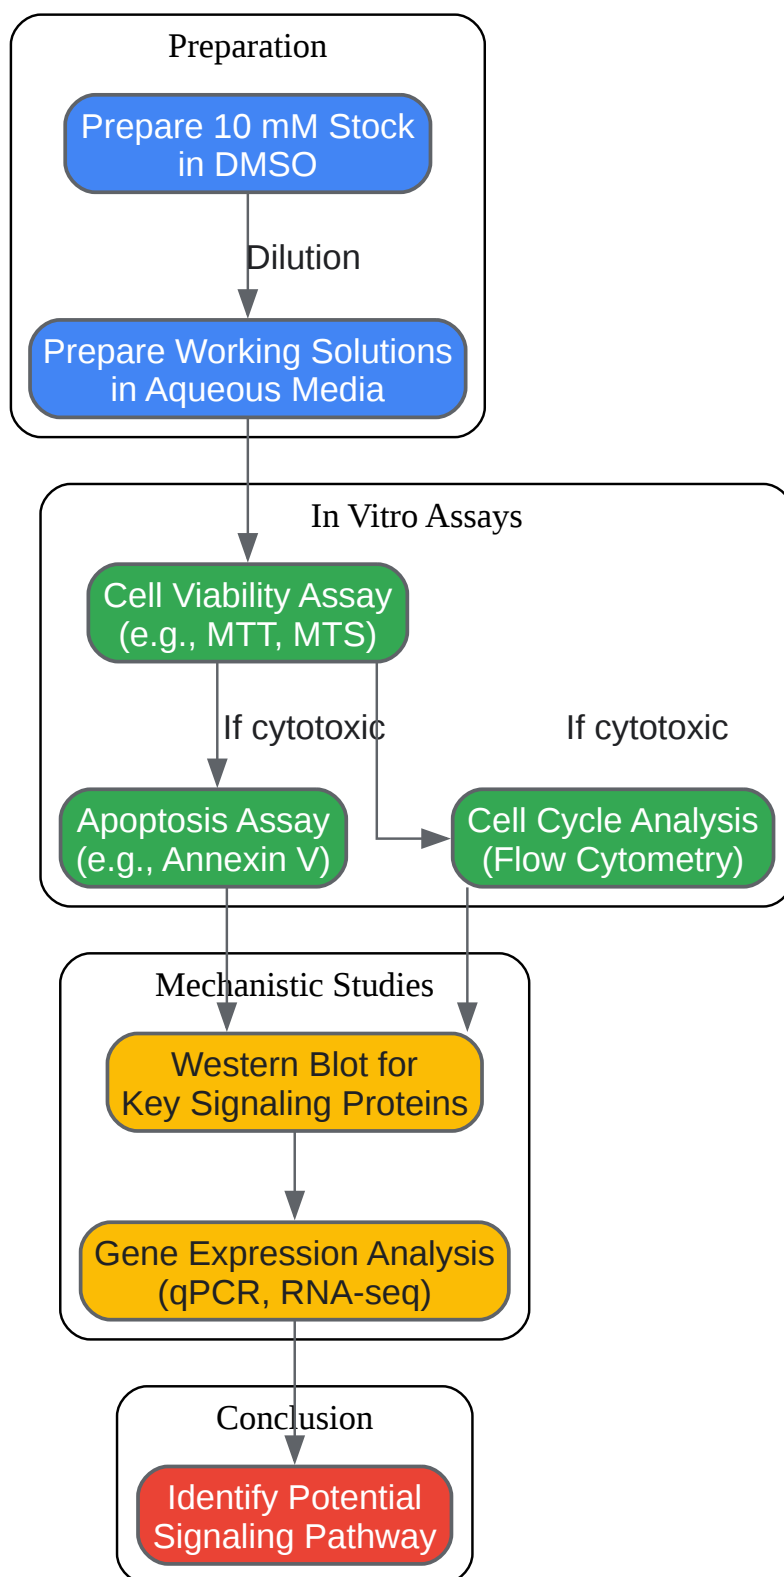 Preparation
Prepare 10 mM Stock
in DMSO
Dilution
Prepare Working Solutions
in Aqueous Media
In Vitro Assays
Cell Viability Assay
(e.g., MTT, MTS)
If cytotoxic
If cytotoxic
Apoptosis Assay
(e.g., Annexin V)
Cell Cycle Analysis
(Flow Cytometry)
Mechanistic Studies
Western Blot for
Key Signaling Proteins
Gene Expression Analysis
(qPCR, RNA-seq)
Conclusion
Identify Potential
Signaling Pathway